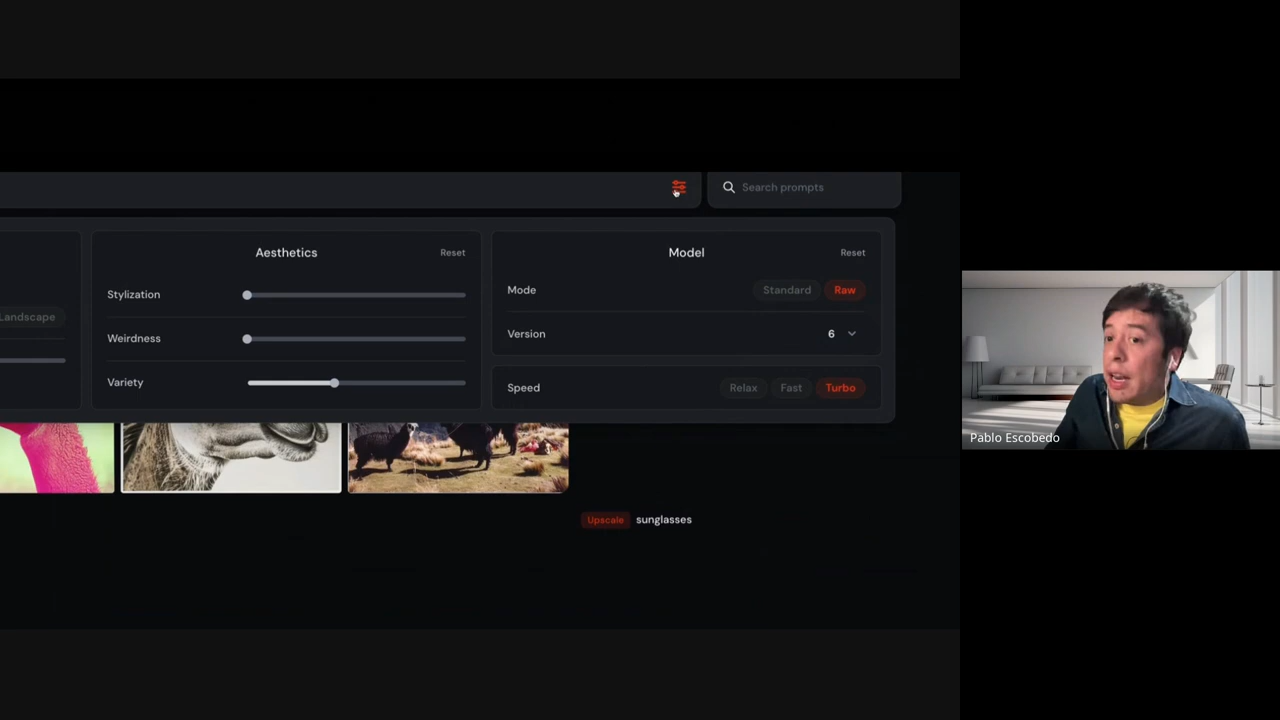 Search prompts
Landscape
Aesthetics
Reset
Stylization
Weirdness
Variety
Model
Reset
Mode
Standard
Raw
Version
6
Speed
Relax
Fast
Turbo
Upscale sunglasses
Pablo Escobedo